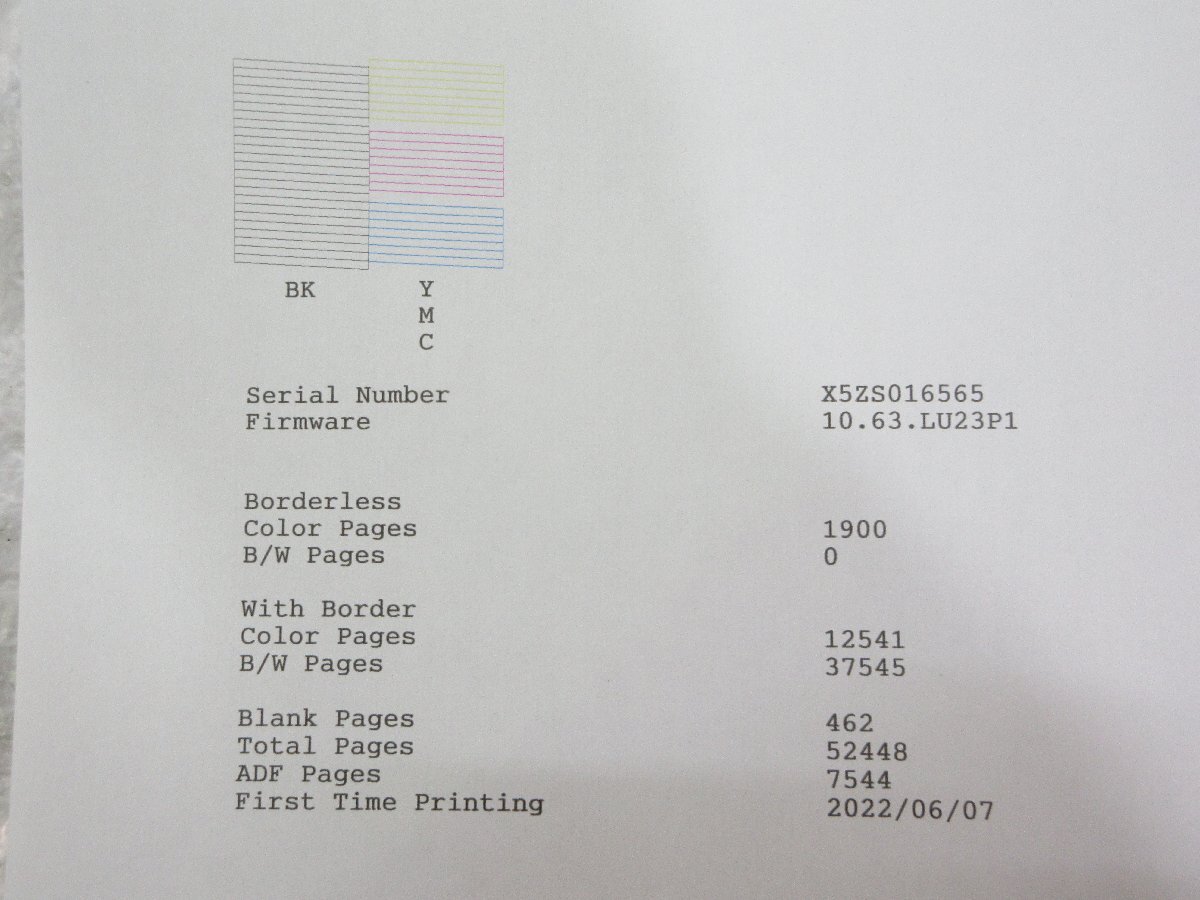 BK Y
M
C
Serial Number X5ZS016565
Firmware 10.63.LU23P1
Borderless
Color Pages 1900
B/W Pages 0
With Border
Color Pages 12541
B/W Pages 37545
Blank Pages 462
Total Pages 52448
ADF Pages 7544
First Time Printing 2022/06/07